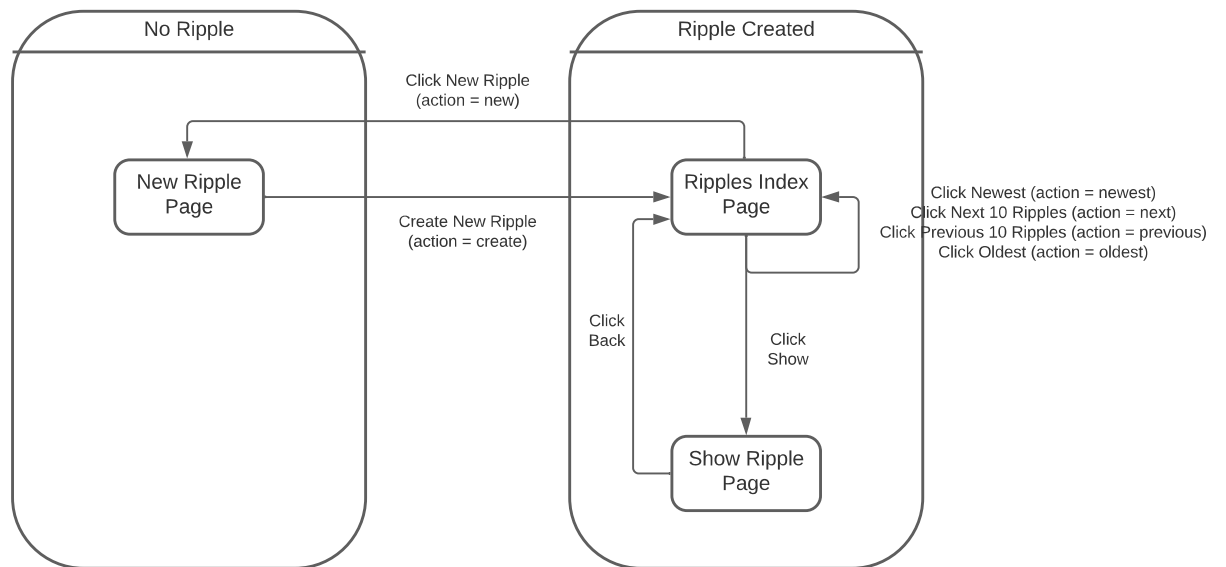 No Ripple
Ripple Created
Click New Ripple
(action = new)
New Ripple
Page
Ripples Index
Page
Create New Ripple
(action = create)
Click Newest (action = newest)
Click Next 10 Ripples (action = next)
Click Previous 10 Ripples (action = previous)
Click Oldest (action = oldest)
Click
Back
Click
Show
Show Ripple
Page